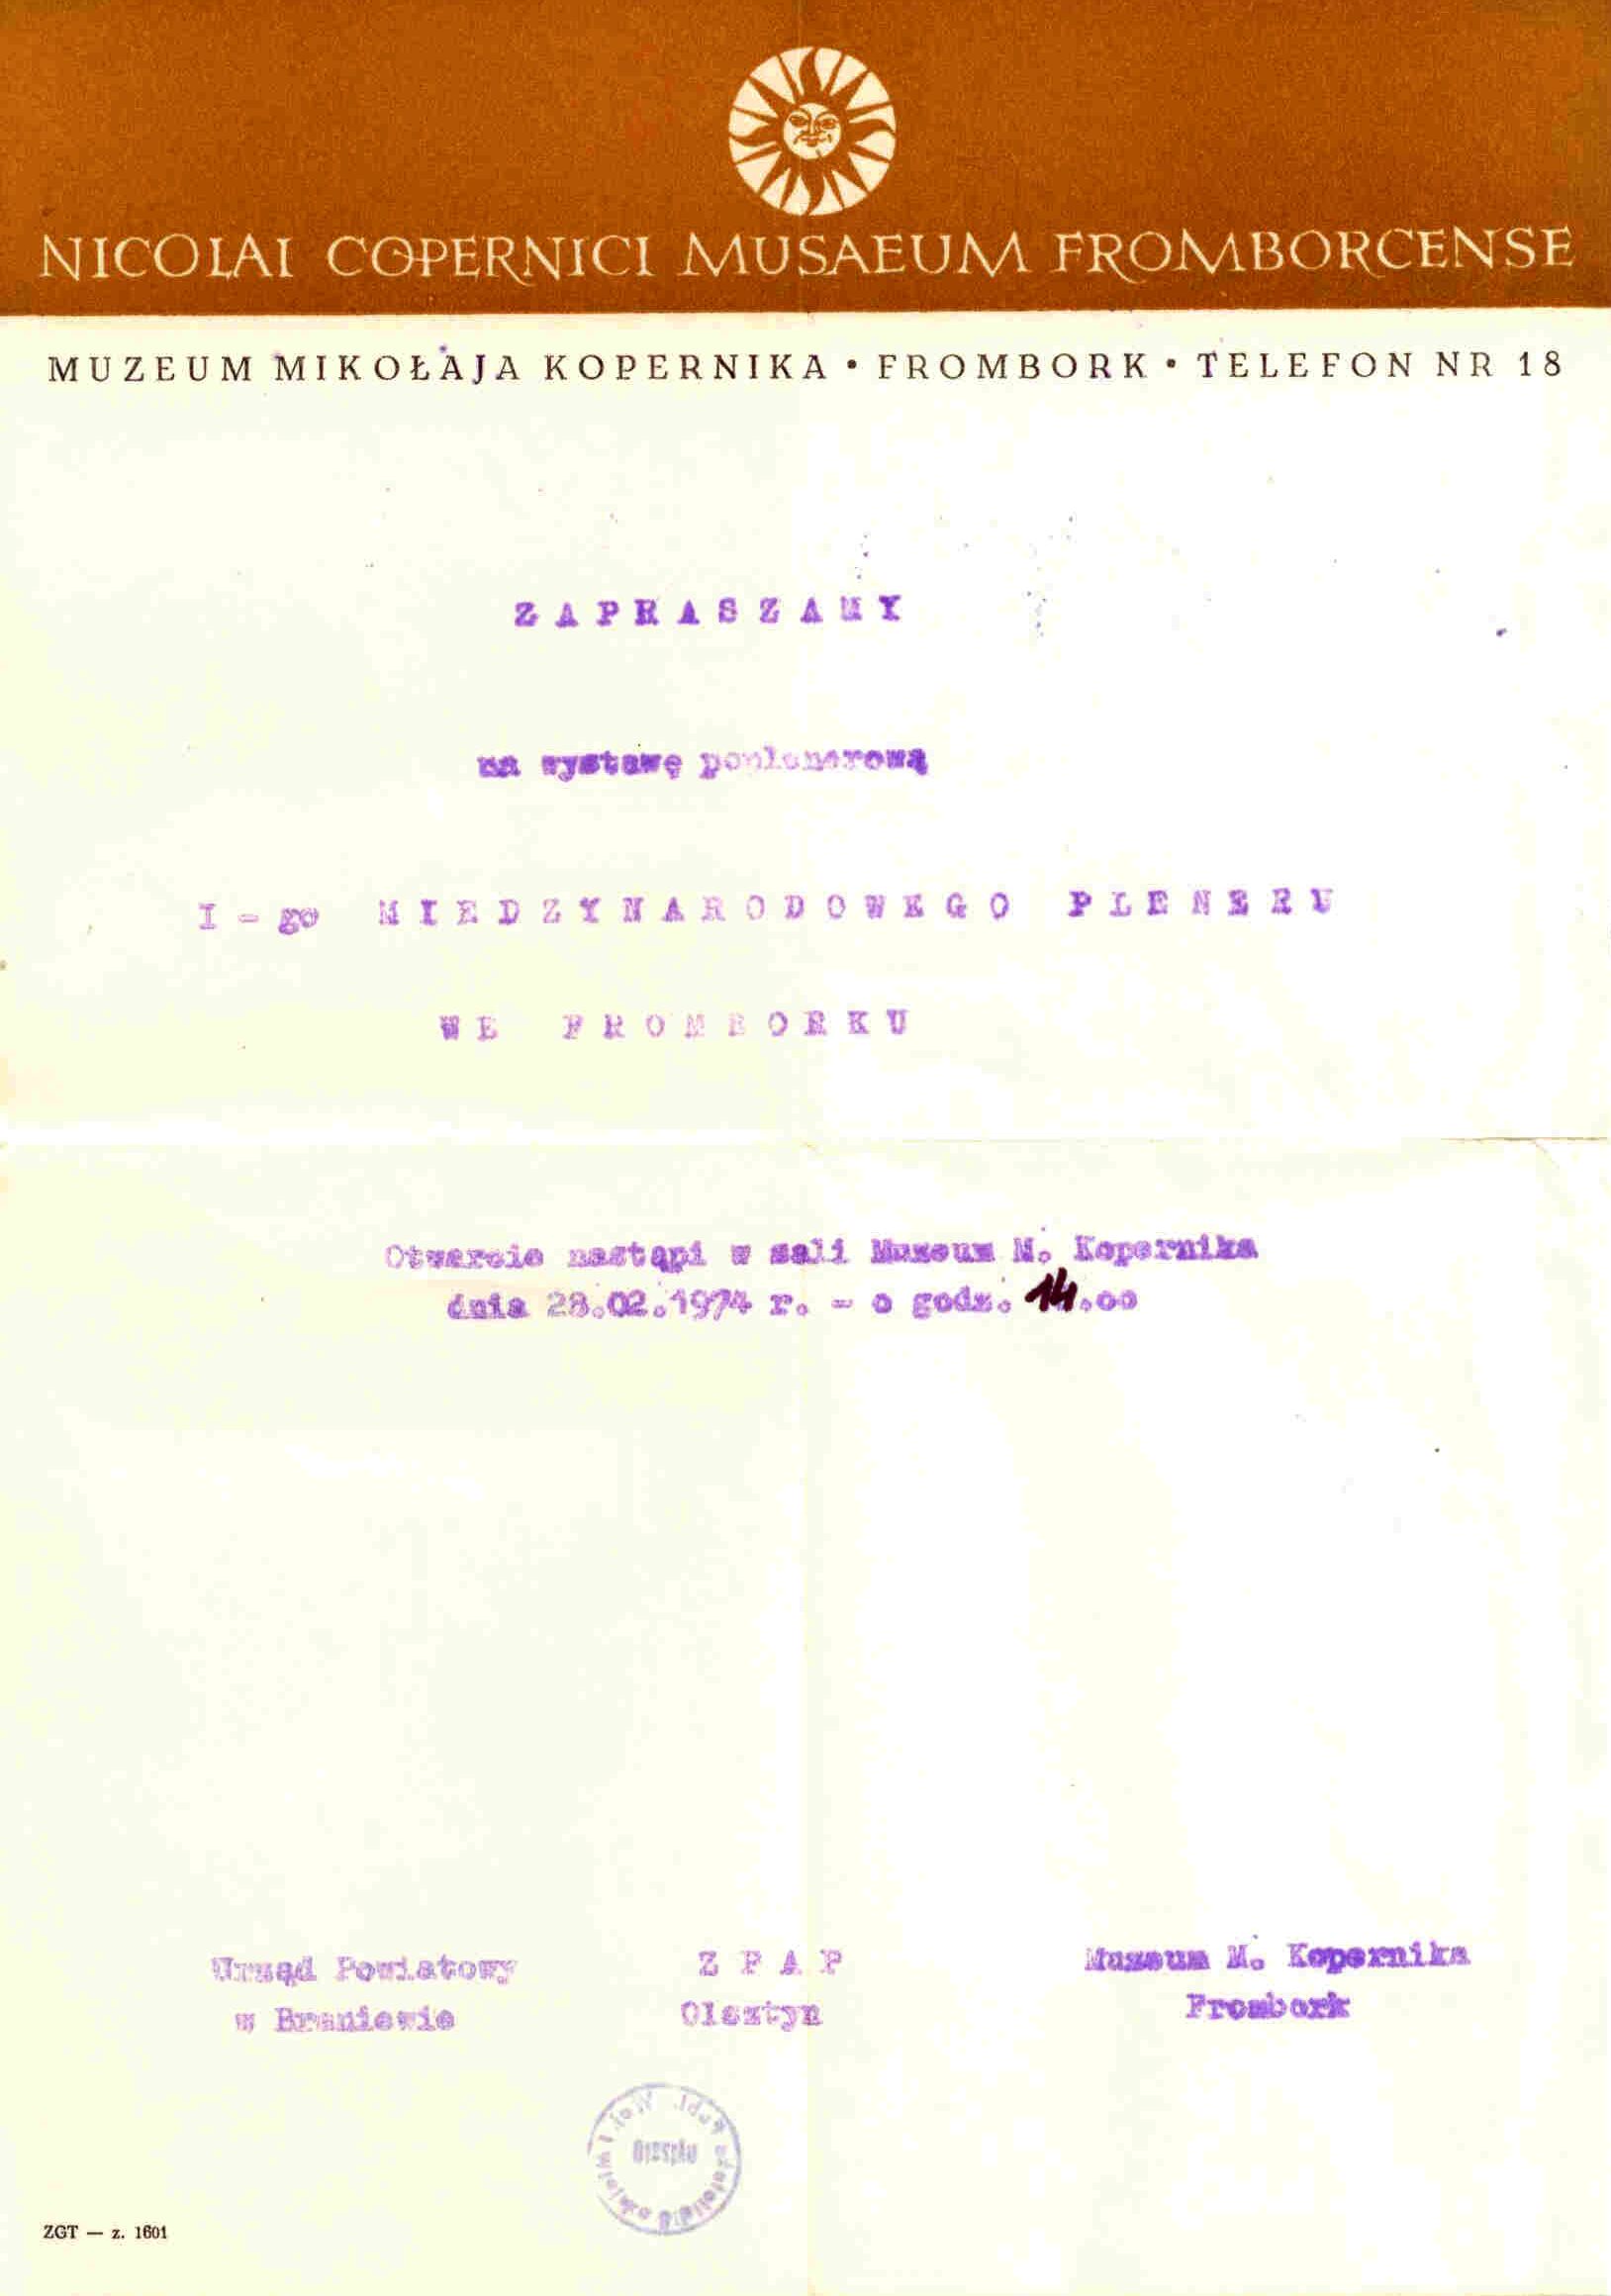 NICOLAI COPERNICI MUSAEUM FROMBORCENSE
MUZEUM MIKOŁAJA KOPERNIKA • FROMBORK • TELEFON NR 18
ZAPRASZAMY
na wystawę poplenerową
I - go MIEDZYNARODOWEGO PLENERU
WE FROMBORKU
Otwarcie nastąpi w sali Muzeum M. Kopernika
dnia 28.02.1974 r. - o godz. 14.00
Urząd Powiatowy
w Braniewie
Z P A P
Olsztyn
Muzeum M. Kopernika
Frombork
Olsztyn
ZGT — z. 1601